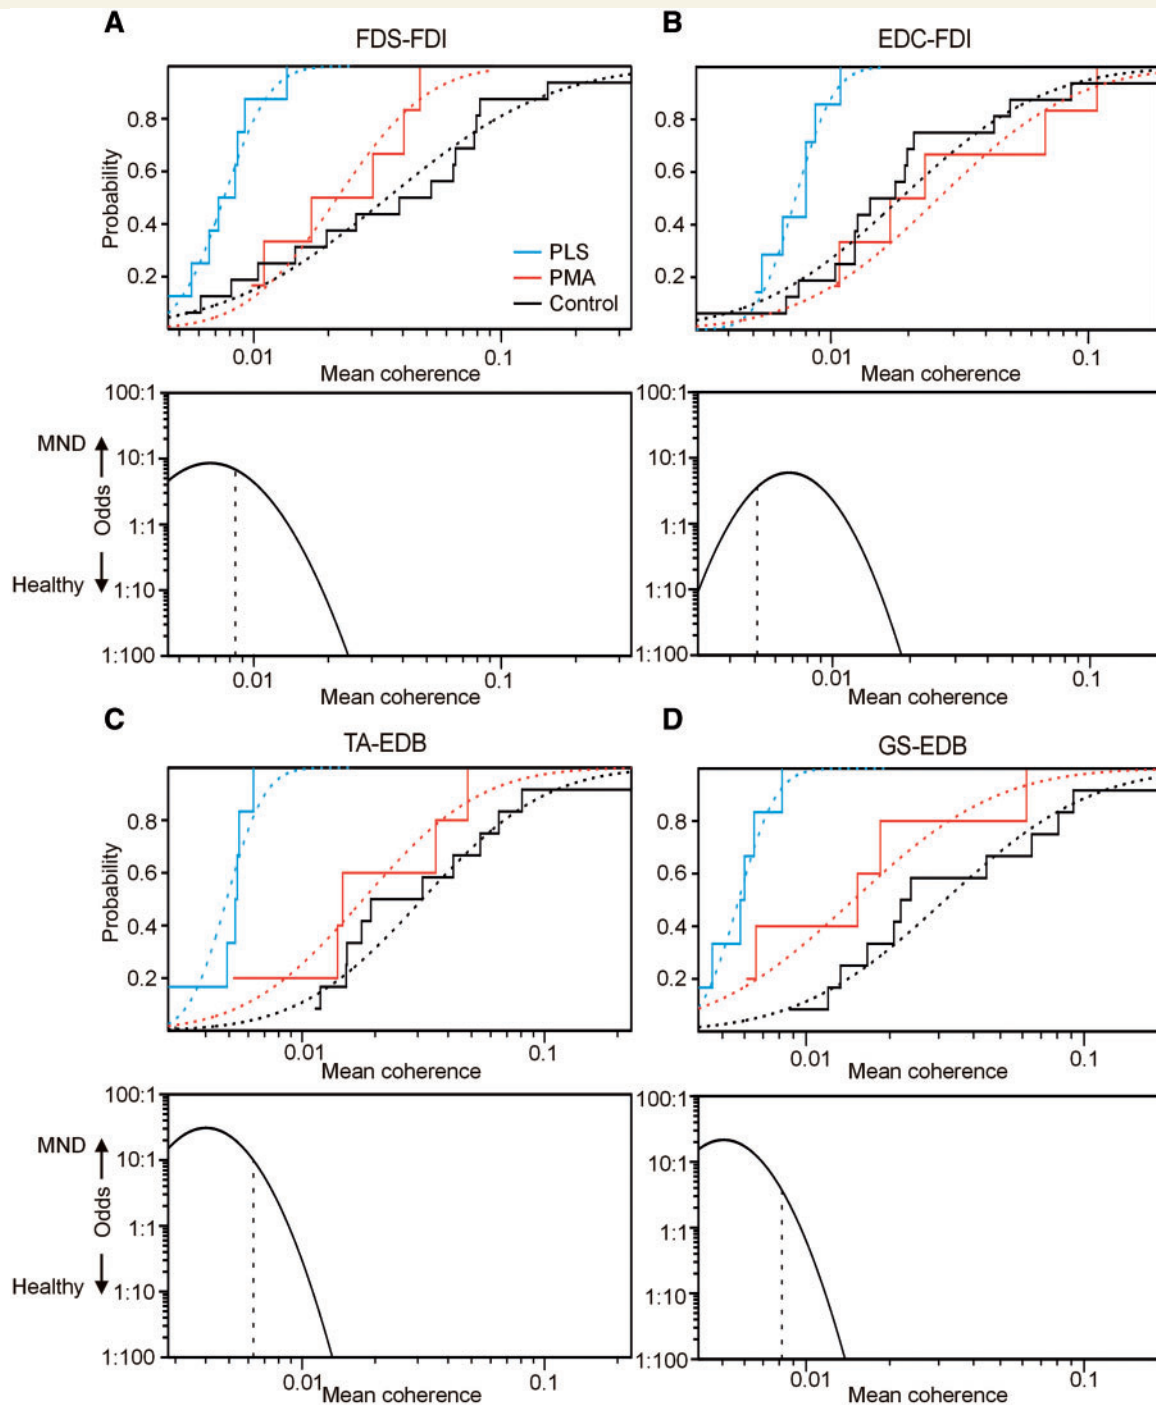 A
FDS-FDI
B
EDC-FDI
0.8
0.6
0.4
0.2
Probability
PLS
PMA
Control
0.01
0.1
Mean coherence
0.8
0.6
0.4
0.2
0.01
0.1
Mean coherence
100:1
10:1
1:1
1:10
1:100
MND
Odds
Healthy
0.01
0.1
Mean coherence
100:1
10:1
1:1
1:10
1:100
0.01
0.1
Mean coherence
C
TA-EDB
D
GS-EDB
0.8
0.6
0.4
0.2
Probability
0.01
0.1
Mean coherence
0.8
0.6
0.4
0.2
0.01
0.1
Mean coherence
100:1
10:1
1:1
1:10
1:100
MND
Odds
Healthy
0.01
0.1
Mean coherence
100:1
10:1
1:1
1:10
1:100
0.01
0.1
Mean coherence